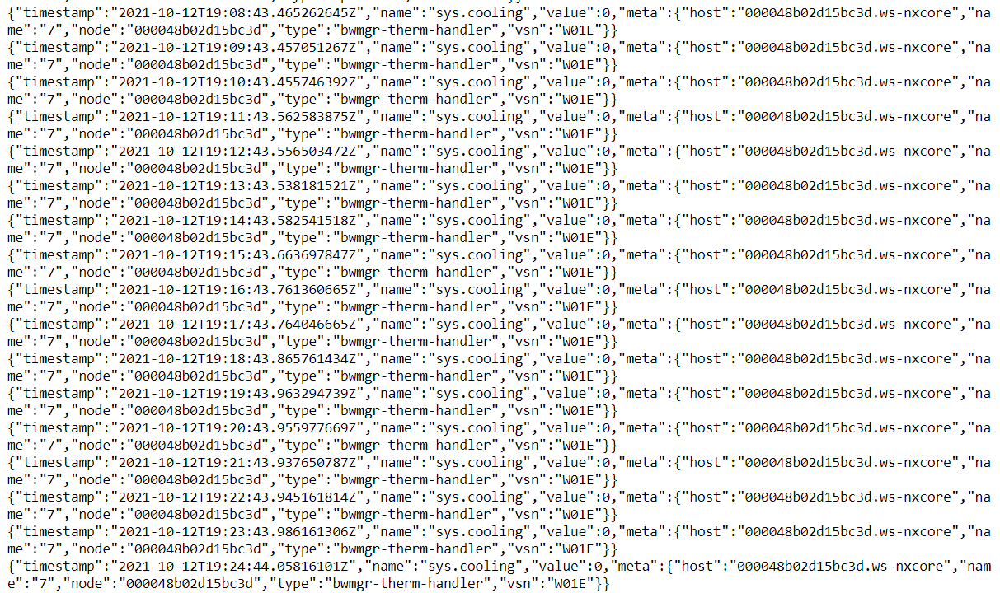 {"timestamp":"2021-10-12T19:08:43.465262645Z","name":"sys.cooling","value":0,"meta":{"host":"000048b02d15bc3d.ws-nxcore","na
me":"7","node":"000048b02d15bc3d","type":"bwmgr-therm-handler","vsn":"W01E"}}
{"timestamp":"2021-10-12T19:09:43.457051267Z","name":"sys.cooling","value":0,"meta":{"host":"000048b02d15bc3d.ws-nxcore","na
me":"7","node":"000048b02d15bc3d","type":"bwmgr-therm-handler","vsn":"W01E"}}
{"timestamp":"2021-10-12T19:10:43.455746392Z","name":"sys.cooling","value":0,"meta":{"host":"000048b02d15bc3d.ws-nxcore","na
me":"7","node":"000048b02d15bc3d","type":"bwmgr-therm-handler","vsn":"W01E"}}
{"timestamp":"2021-10-12T19:11:43.562583875Z","name":"sys.cooling","value":0,"meta":{"host":"000048b02d15bc3d.ws-nxcore","na
me":"7","node":"000048b02d15bc3d","type":"bwmgr-therm-handler","vsn":"W01E"}}
{"timestamp":"2021-10-12T19:12:43.556503472Z","name":"sys.cooling","value":0,"meta":{"host":"000048b02d15bc3d.ws-nxcore","na
me":"7","node":"000048b02d15bc3d","type":"bwmgr-therm-handler","vsn":"W01E"}}
{"timestamp":"2021-10-12T19:13:43.538181521Z","name":"sys.cooling","value":0,"meta":{"host":"000048b02d15bc3d.ws-nxcore","na
me":"7","node":"000048b02d15bc3d","type":"bwmgr-therm-handler","vsn":"W01E"}}
{"timestamp":"2021-10-12T19:14:43.582541518Z","name":"sys.cooling","value":0,"meta":{"host":"000048b02d15bc3d.ws-nxcore","na
me":"7","node":"000048b02d15bc3d","type":"bwmgr-therm-handler","vsn":"W01E"}}
{"timestamp":"2021-10-12T19:15:43.663697847Z","name":"sys.cooling","value":0,"meta":{"host":"000048b02d15bc3d.ws-nxcore","na
me":"7","node":"000048b02d15bc3d","type":"bwmgr-therm-handler","vsn":"W01E"}}
{"timestamp":"2021-10-12T19:16:43.761360665Z","name":"sys.cooling","value":0,"meta":{"host":"000048b02d15bc3d.ws-nxcore","na
me":"7","node":"000048b02d15bc3d","type":"bwmgr-therm-handler","vsn":"W01E"}}
{"timestamp":"2021-10-12T19:17:43.764046665Z","name":"sys.cooling","value":0,"meta":{"host":"000048b02d15bc3d.ws-nxcore","na
me":"7","node":"000048b02d15bc3d","type":"bwmgr-therm-handler","vsn":"W01E"}}
{"timestamp":"2021-10-12T19:18:43.865761434Z","name":"sys.cooling","value":0,"meta":{"host":"000048b02d15bc3d.ws-nxcore","na
me":"7","node":"000048b02d15bc3d","type":"bwmgr-therm-handler","vsn":"W01E"}}
{"timestamp":"2021-10-12T19:19:43.963294739Z","name":"sys.cooling","value":0,"meta":{"host":"000048b02d15bc3d.ws-nxcore","na
me":"7","node":"000048b02d15bc3d","type":"bwmgr-therm-handler","vsn":"W01E"}}
{"timestamp":"2021-10-12T19:20:43.955977669Z","name":"sys.cooling","value":0,"meta":{"host":"000048b02d15bc3d.ws-nxcore","na
me":"7","node":"000048b02d15bc3d","type":"bwmgr-therm-handler","vsn":"W01E"}}
{"timestamp":"2021-10-12T19:21:43.937650787Z","name":"sys.cooling","value":0,"meta":{"host":"000048b02d15bc3d.ws-nxcore","na
me":"7","node":"000048b02d15bc3d","type":"bwmgr-therm-handler","vsn":"W01E"}}
{"timestamp":"2021-10-12T19:22:43.945161814Z","name":"sys.cooling","value":0,"meta":{"host":"000048b02d15bc3d.ws-nxcore","na
me":"7","node":"000048b02d15bc3d","type":"bwmgr-therm-handler","vsn":"W01E"}}
{"timestamp":"2021-10-12T19:23:43.986161306Z","name":"sys.cooling","value":0,"meta":{"host":"000048b02d15bc3d.ws-nxcore","na
me":"7","node":"000048b02d15bc3d","type":"bwmgr-therm-handler","vsn":"W01E"}}
{"timestamp":"2021-10-12T19:24:44.05816101Z","name":"sys.cooling","value":0,"meta":{"host":"000048b02d15bc3d.ws-nxcore","nam
e":"7","node":"000048b02d15bc3d","type":"bwmgr-therm-handler","vsn":"W01E"}}